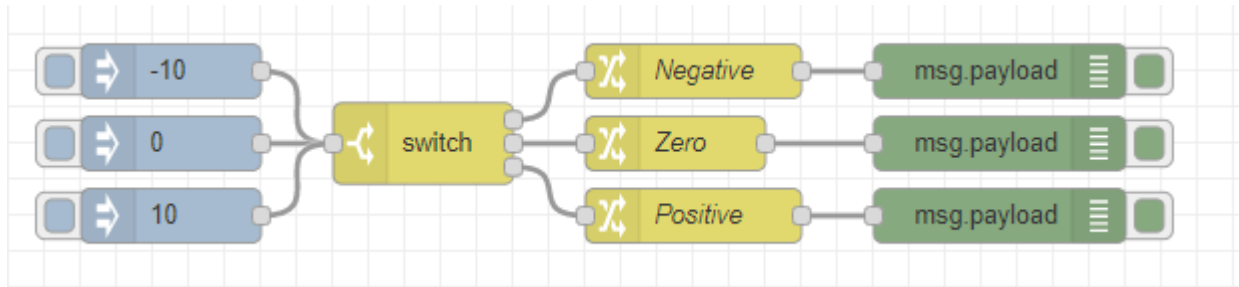 -10 Negative msg.payload
0 switch Zero msg.payload
10 Positive msg.payload